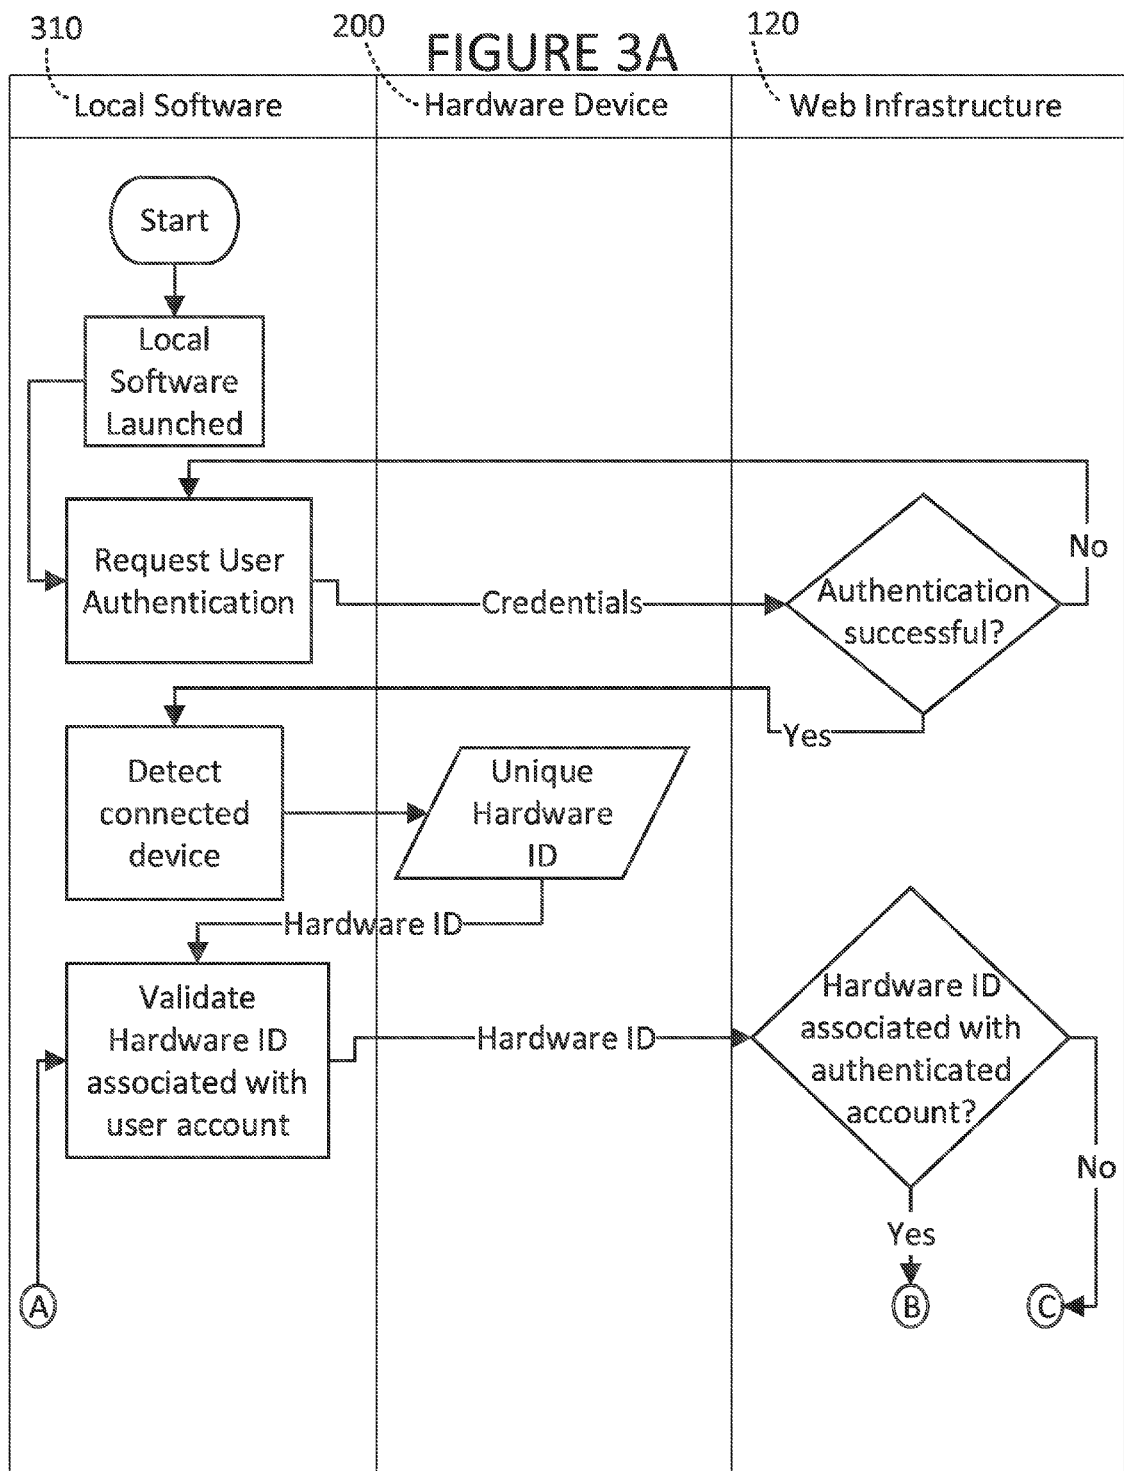 310
200
120
FIGURE 3A
Local Software
Hardware Device
Web Infrastructure
Start
Local
Software
Launched
Request User
Authentication
Credentials
Authentication
successful?
No
Yes
Detect
connected
device
Unique
Hardware
ID
Hardware ID
Validate
Hardware ID
associated with
user account
Hardware ID
Hardware ID
associated with
authenticated
account?
No
Yes
A
B
C